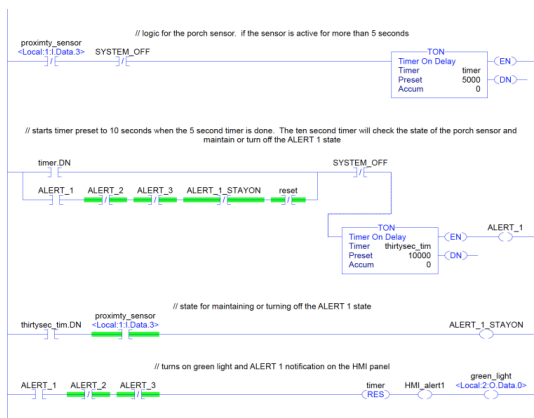 // logic for the porch sensor. if the sensor is active for more than 5 seconds
proximty_sensor
<Local:1:I.Data.3> SYSTEM_OFF
TON
Timer On Delay
Timer timer
Preset 5000
Accum 0
EN
DN
// starts timer preset to 10 seconds when the 5 second timer is done. The ten second timer will check the state of the porch sensor and
maintain or turn off the ALERT 1 state
timer.DN SYSTEM_OFF
ALERT_1 ALERT_2 ALERT_3 ALERT_1_STAYON reset
TON
Timer On Delay
Timer thirtysec_tim
Preset 10000
Accum 0
EN
DN
ALERT_1
// state for maintaining or turning off the ALERT 1 state
thirtysec_tim.DN
proximty_sensor
<Local:1:I.Data.3>
ALERT_1_STAYON
// turns on green light and ALERT 1 notification on the HMI panel
ALERT_1 ALERT_2 ALERT_3
timer
RES
HMI_alert1
green_light
<Local:2:O.Data.0>